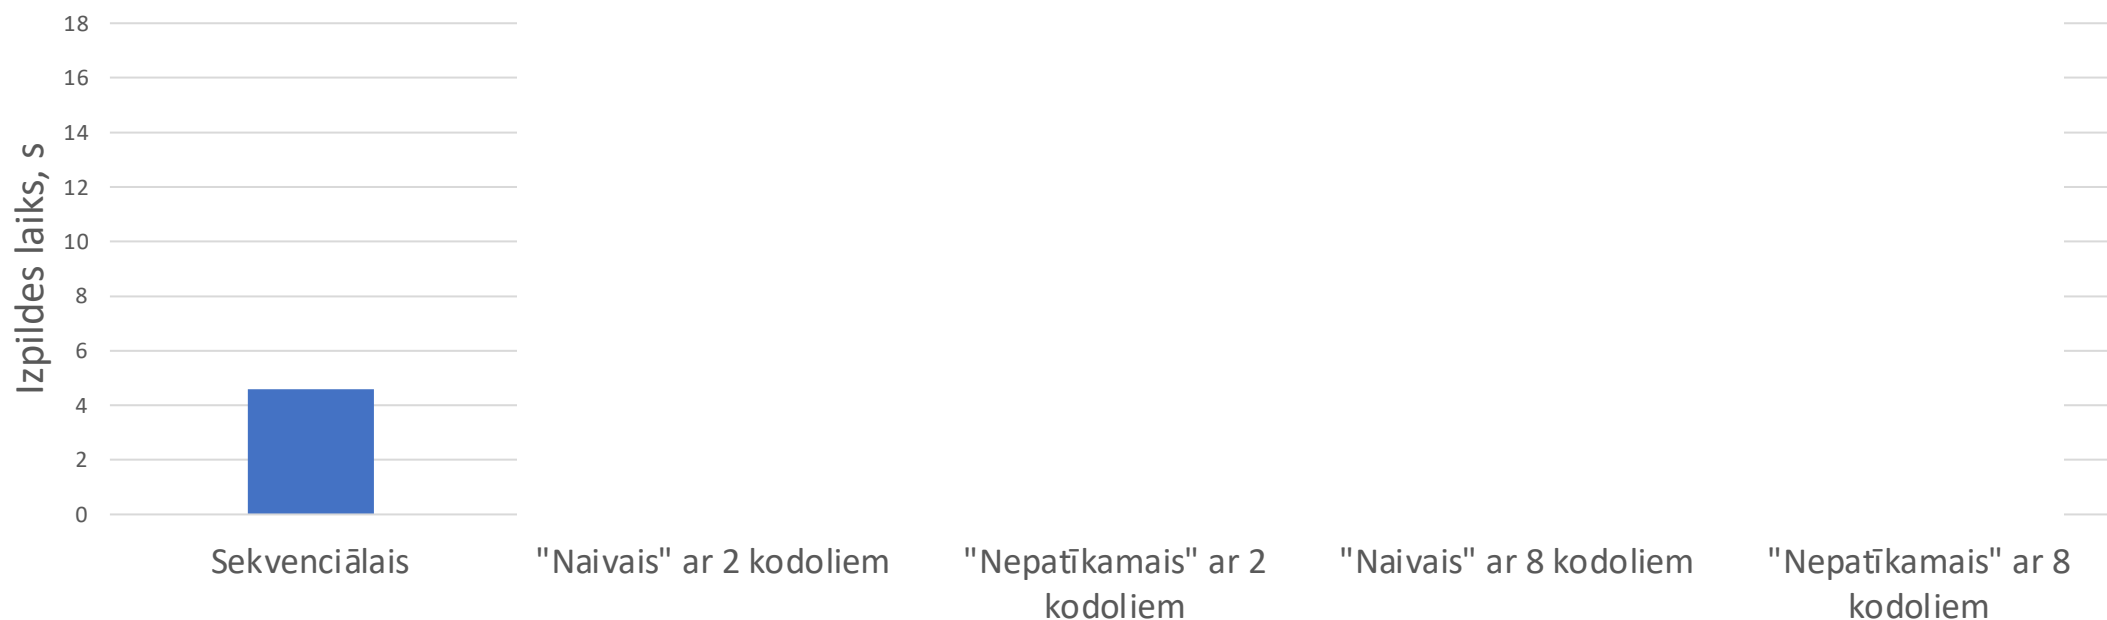 Izpildes laiks, s
18
16
14
12
10
8
6
4
2
0
Sekvenciālais
"Naivais" ar 2 kodoliem
"Nepatīkamais" ar 2
kodoliem
"Naivais" ar 8 kodoliem
"Nepatīkamais" ar 8
kodoliem